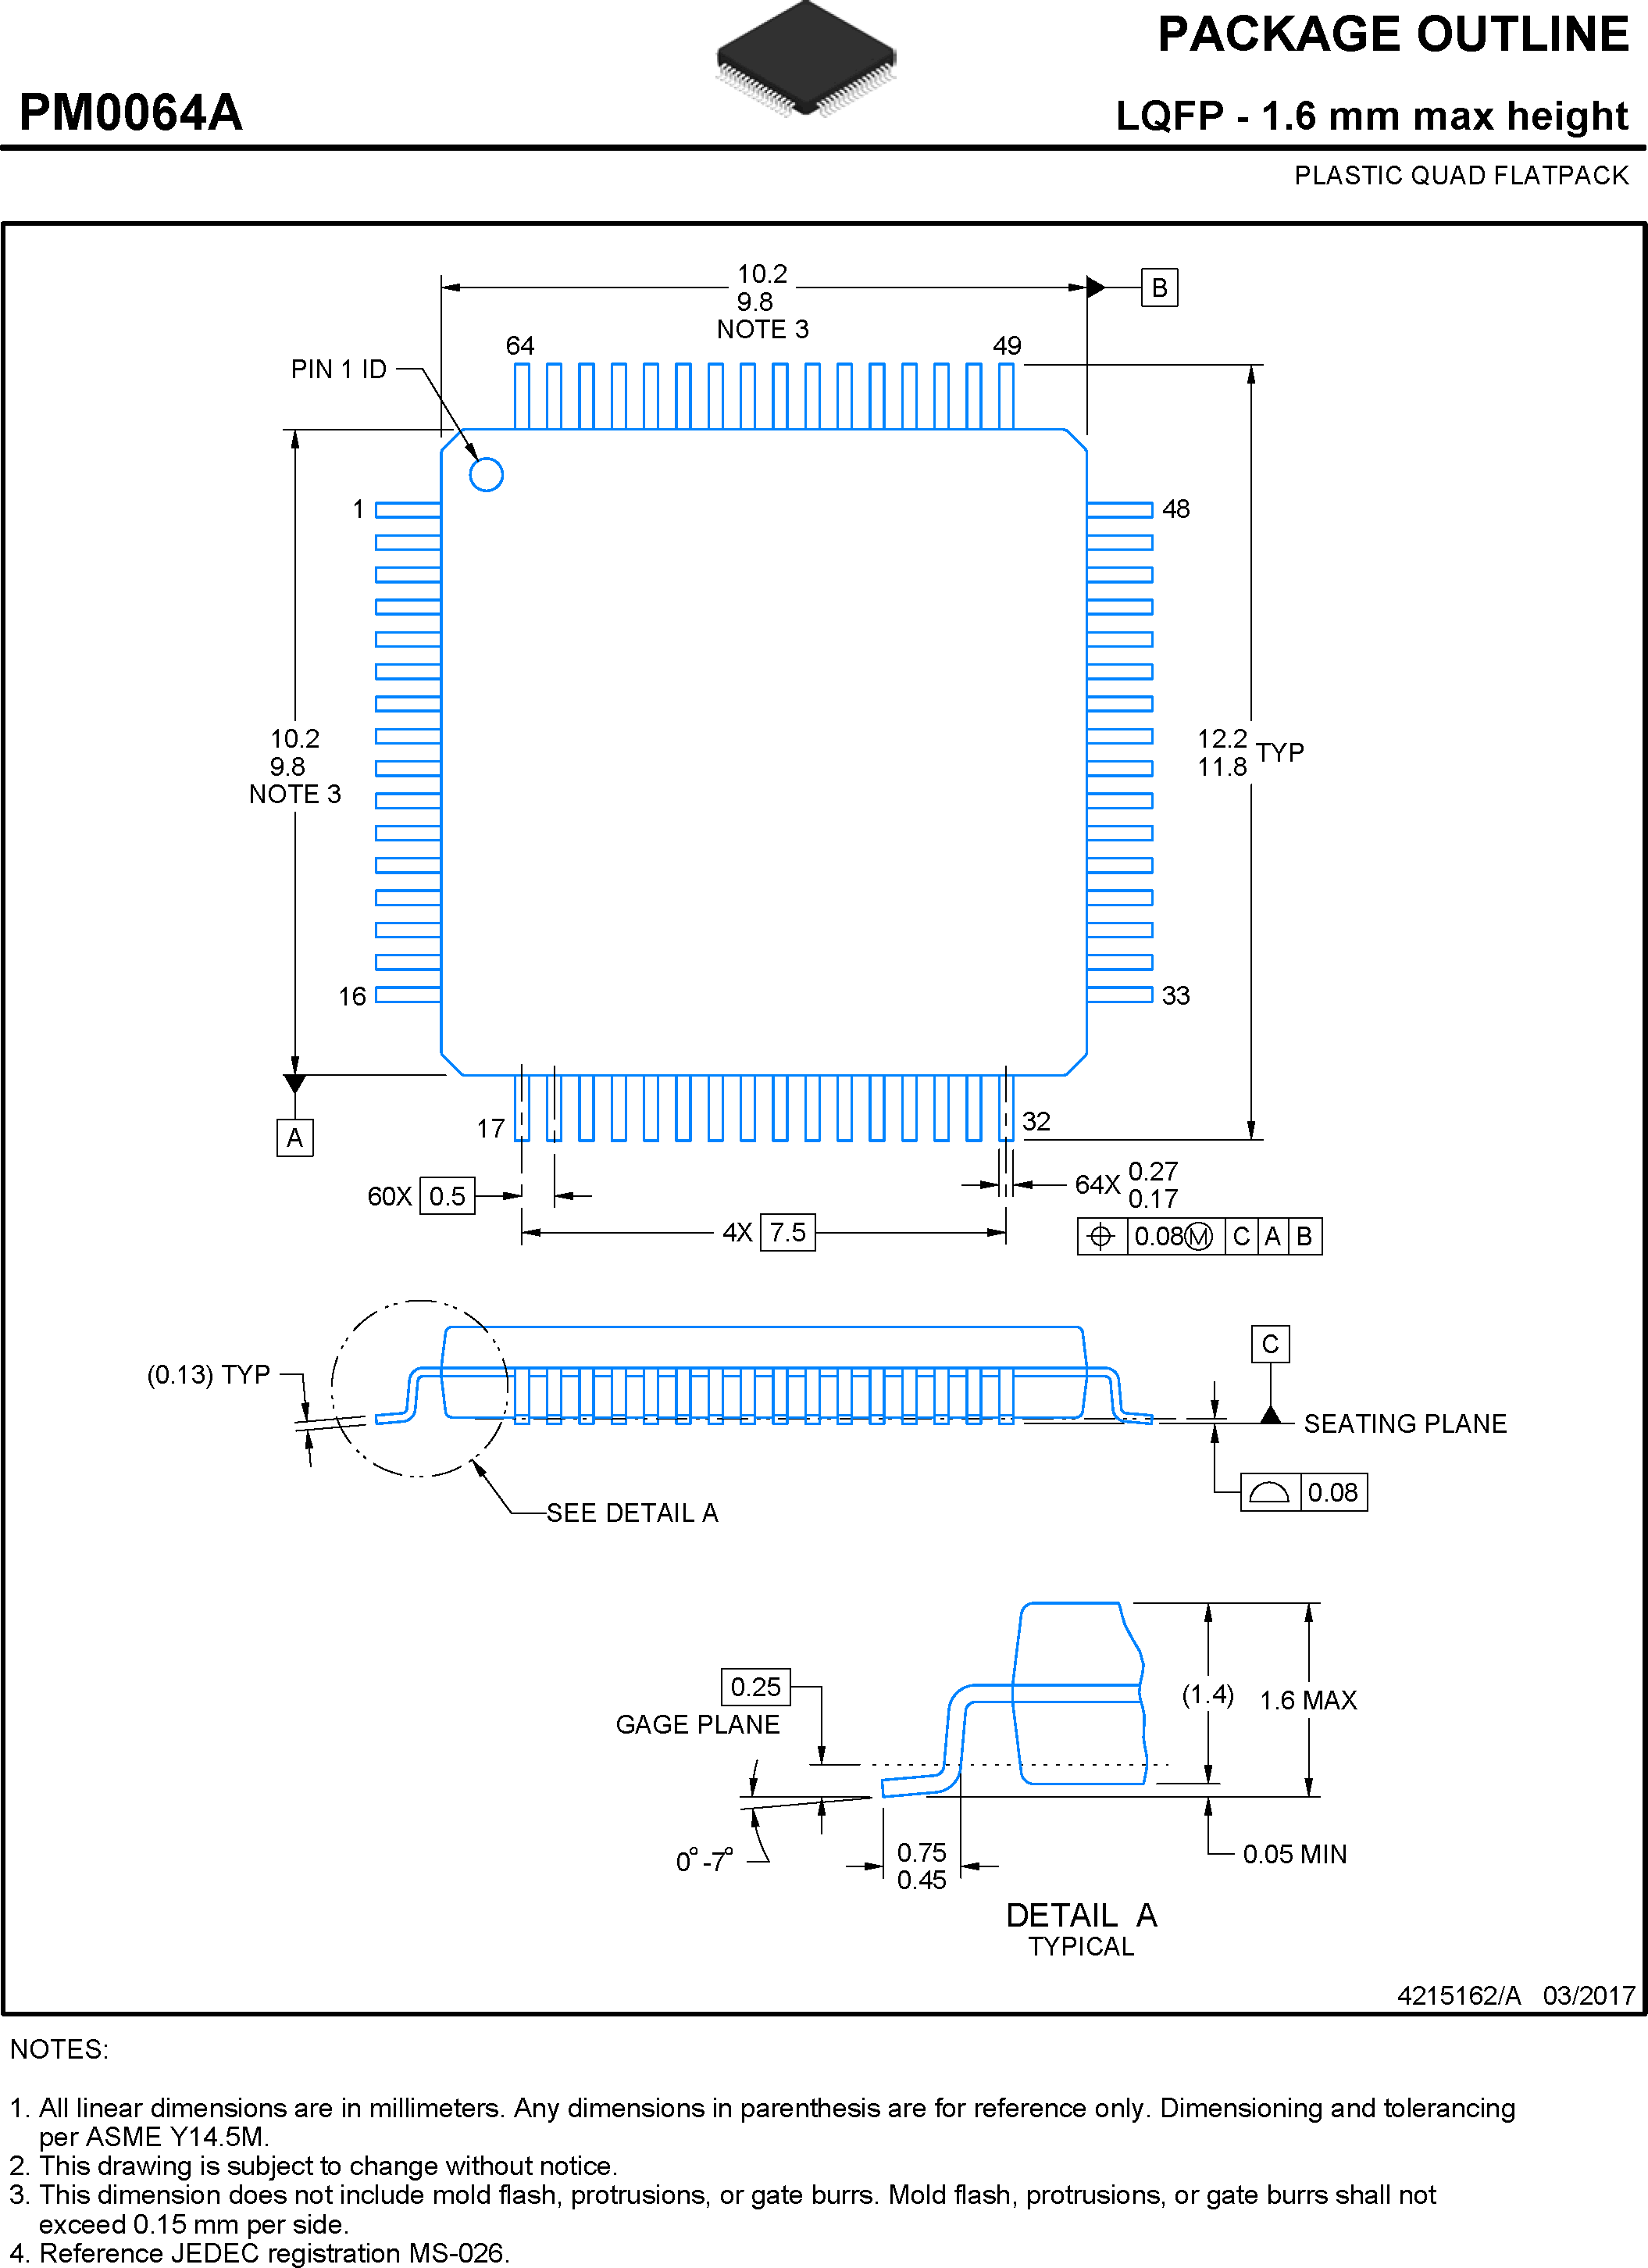 PACKAGE OUTLINE
PM0064A
LQFP - 1.6 mm max height
PLASTIC QUAD FLATPACK
10.2
9.8
NOTE 3
B
64
49
PIN 1 ID
1
48
10.2
9.8
NOTE 3
12.2
11.8
TYP
16
33
A
17
32
60X 0.5
64X 0.27
0.17
4X 7.5
⌖ 0.08Ⓜ C A B
(0.13) TYP
C
SEATING PLANE
⌓ 0.08
SEE DETAIL A
0.25
GAGE PLANE
(1.4)
1.6 MAX
0°-7°
0.75
0.45
0.05 MIN
DETAIL A
TYPICAL
4215162/A 03/2017
NOTES:
1. All linear dimensions are in millimeters. Any dimensions in parenthesis are for reference only. Dimensioning and tolerancing
per ASME Y14.5M.
2. This drawing is subject to change without notice.
3. This dimension does not include mold flash, protrusions, or gate burrs. Mold flash, protrusions, or gate burrs shall not
exceed 0.15 mm per side.
4. Reference JEDEC registration MS-026.